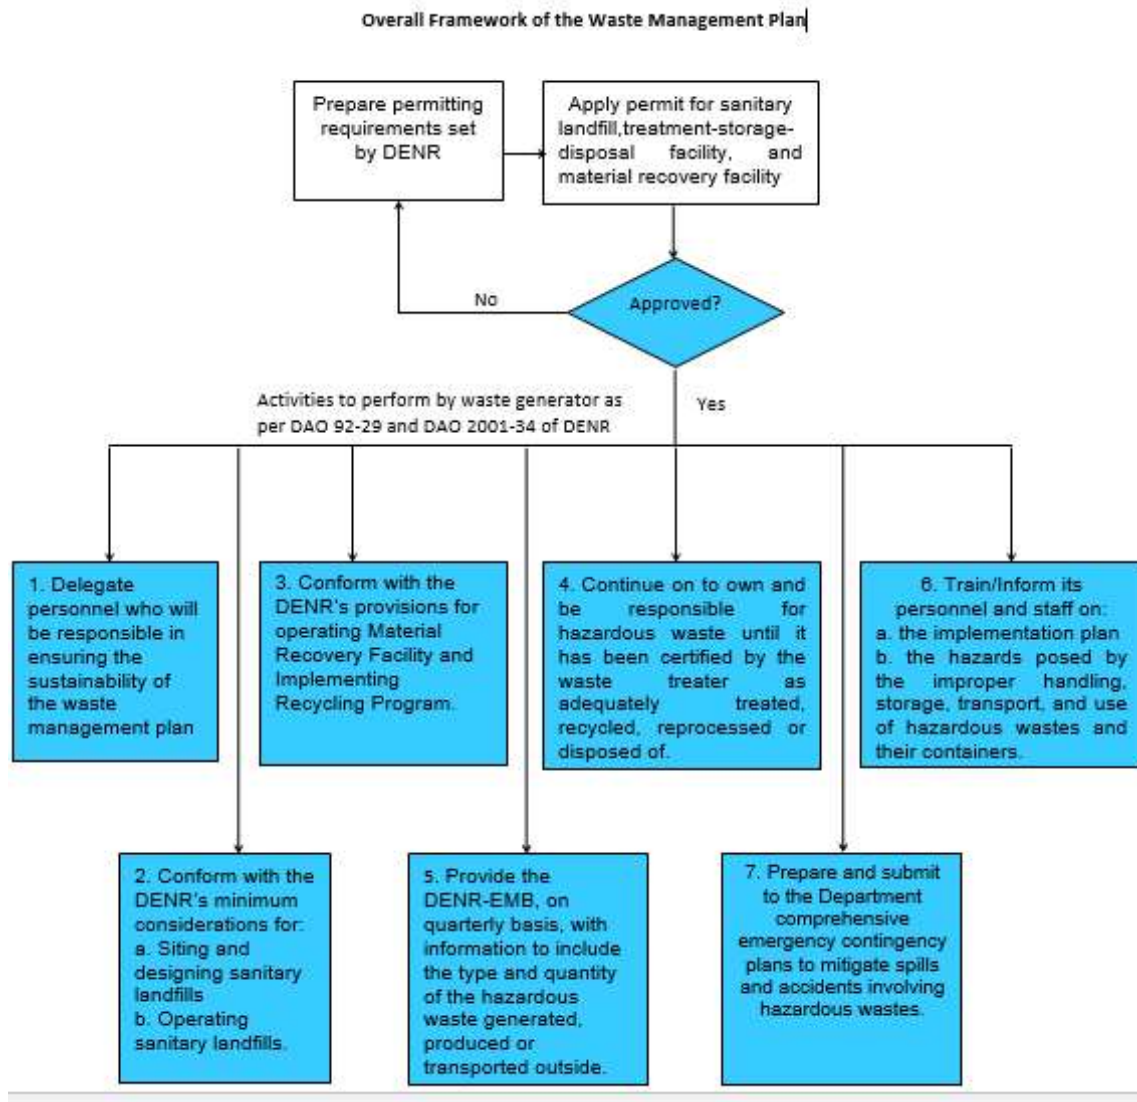 Overall Framework of the Waste Management Plan
Prepare permitting
requirements set
by DENR
Apply permit for sanitary
landfill,treatment-storage-
disposal facility, and
material recovery facility
Approved?
No
Yes
Activities to perform by waste generator as
per DAO 92-29 and DAO 2001-34 of DENR
1. Delegate
personnel who will
be responsible in
ensuring the
sustainability of
the waste
management plan
3. Conform with the
DENR's provisions for
operating Material
Recovery Facility and
Implementing
Recycling Program.
4. Continue on to own and
be responsible for
hazardous waste until it
has been certified by the
waste treater as
adequately treated,
recycled, reprocessed or
disposed of.
6. Train/Inform its
personnel and staff on:
a. the implementation plan
b. the hazards posed by
the improper handling,
storage, transport, and use
of hazardous wastes and
their containers.
2. Conform with the
DENR's minimum
considerations for:
a. Siting and
designing sanitary
landfills
b. Operating
sanitary landfills.
5. Provide the
DENR-EMB, on
quarterly basis, with
information to include
the type and quantity
of the hazardous
waste generated,
produced or
transported outside.
7. Prepare and submit
to the Department
comprehensive
emergency contingency
plans to mitigate spills
and accidents involving
hazardous wastes.